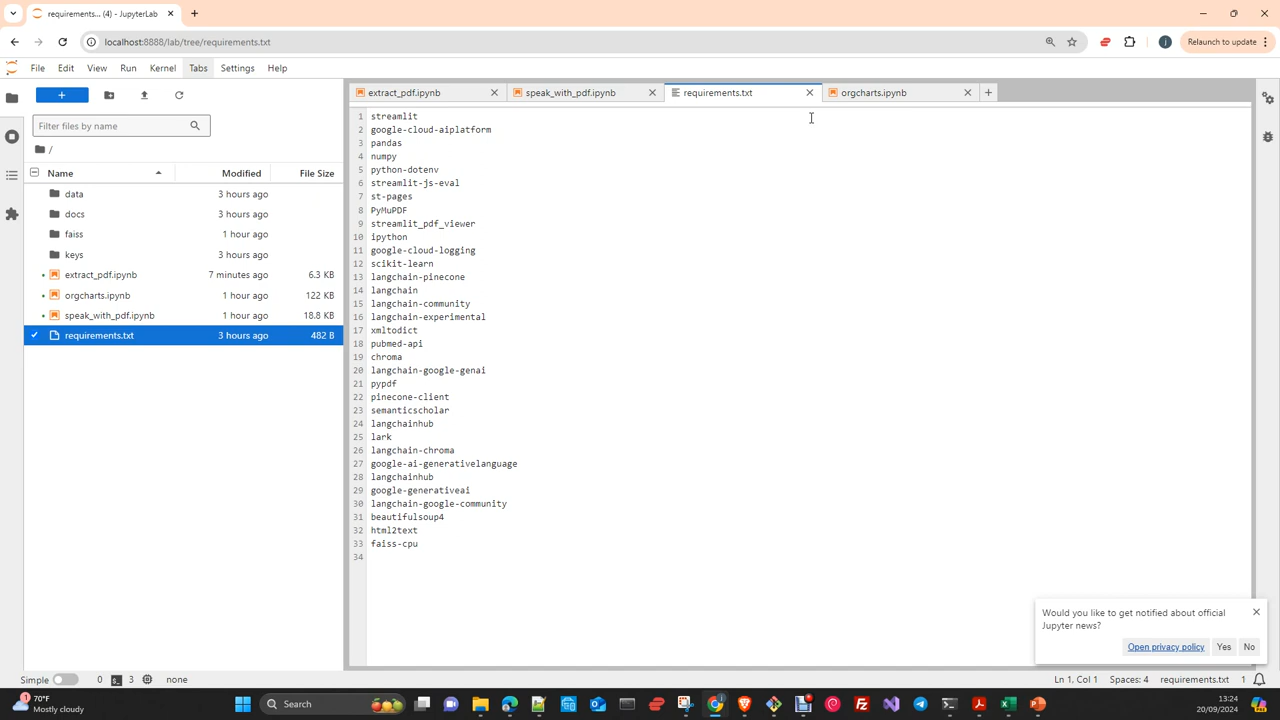 requirements... (4) - JupyterLab
localhost:8888/lab/tree/requirements.txt
Relaunch to update
File Edit View Run Kernel Tabs Settings Help
extract_pdf.ipynb speak_with_pdf.ipynb requirements.txt orgcharts.ipynb
Filter files by name
/
Name Modified File Size
data 3 hours ago
docs 3 hours ago
faiss 1 hour ago
keys 3 hours ago
extract_pdf.ipynb 7 minutes ago 6.3 KB
orgcharts.ipynb 1 hour ago 122 KB
speak_with_pdf.ipynb 1 hour ago 18.8 KB
requirements.txt 3 hours ago 482 B
1 streamlit
2 google-cloud-aiplatform
3 pandas
4 numpy
5 python-dotenv
6 streamlit-js-eval
7 st-pages
8 PyMuPDF
9 streamlit_pdf_viewer
10 ipython
11 google-cloud-logging
12 scikit-learn
13 langchain-pinecone
14 langchain
15 langchain-community
16 langchain-experimental
17 xmltodict
18 pubmed-api
19 chroma
20 langchain-google-genai
21 pypdf
22 pinecone-client
23 semanticscholar
24 langchainhub
25 lark
26 langchain-chroma
27 google-ai-generativelanguage
28 langchainhub
29 google-generativeai
30 langchain-google-community
31 beautifulsoup4
32 html2text
33 faiss-cpu
34
Would you like to get notified about official
Jupyter news?
Open privacy policy Yes No
Simple 0 3 none Ln 1, Col 1 Spaces: 4 requirements.txt 1
70°F
Mostly cloudy
Search
13:24
20/09/2024